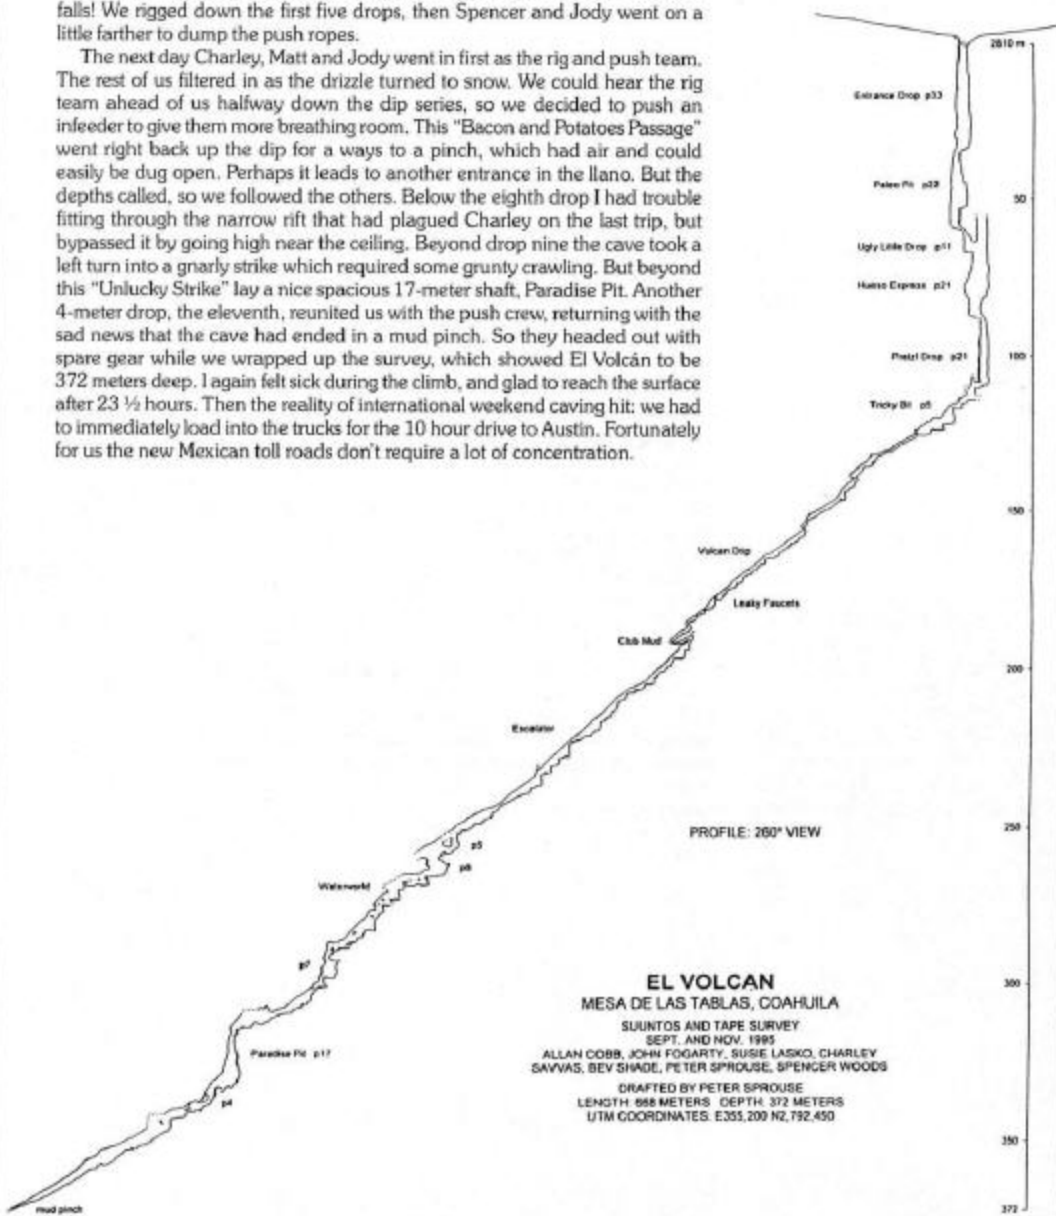 falls! We rigged down the first five drops, then Spencer and Jody went on a
little farther to dump the push ropes.
The next day Charley, Matt and Jody went in first as the rig and push team.
The rest of us filtered in as the drizzle turned to snow. We could hear the rig
team ahead of us halfway down the dip series, so we decided to push an
infeeder to give them more breathing room. This "Bacon and Potatoes Passage"
went right back up the dip for a ways to a pinch, which had air and could
easily be dug open. Perhaps it leads to another entrance in the llano. But the
depths called, so we followed the others. Below the eighth drop I had trouble
fitting through the narrow rift that had plagued Charley on the last trip, but
bypassed it by going high near the ceiling. Beyond drop nine the cave took a
left turn into a gnarly strike which required some grunty crawling. But beyond
this "Unlucky Strike" lay a nice spacious 17-meter shaft, Paradise Pit. Another
4-meter drop, the eleventh, reunited us with the push crew, returning with the
sad news that the cave had ended in a mud pinch. So they headed out with
spare gear while we wrapped up the survey, which showed El Volcán to be
372 meters deep. I again felt sick during the climb, and glad to reach the surface
after 23 ½ hours. Then the reality of international weekend caving hit: we had
to immediately load into the trucks for the 10 hour drive to Austin. Fortunately
for us the new Mexican toll roads don't require a lot of concentration.
2810 m
Entrance Drop p33
Paleo Pit
50
Ugly Little Drop p11
Hueso Express p21
Pretzl Drop p21
100
Tricky Bit p5
150
Volcan Drip
Leaky Faucets
Club Mud
200
Escalator
250
PROFILE: 260° VIEW
p5
p8
Waterworld
p7
300
Paradise Pit p17
p4
350
mud pinch
372
EL VOLCAN
MESA DE LAS TABLAS, COAHUILA
SUUNTOS AND TAPE SURVEY
SEPT. AND NOV. 1995
ALLAN COBB, JOHN FOGARTY, SUSIE LASKO, CHARLEY
SAVVAS, BEV SHADE, PETER SPROUSE, SPENCER WOODS
DRAFTED BY PETER SPROUSE
LENGTH: 668 METERS DEPTH: 372 METERS
UTM COORDINATES: E355,200 N2,792,450